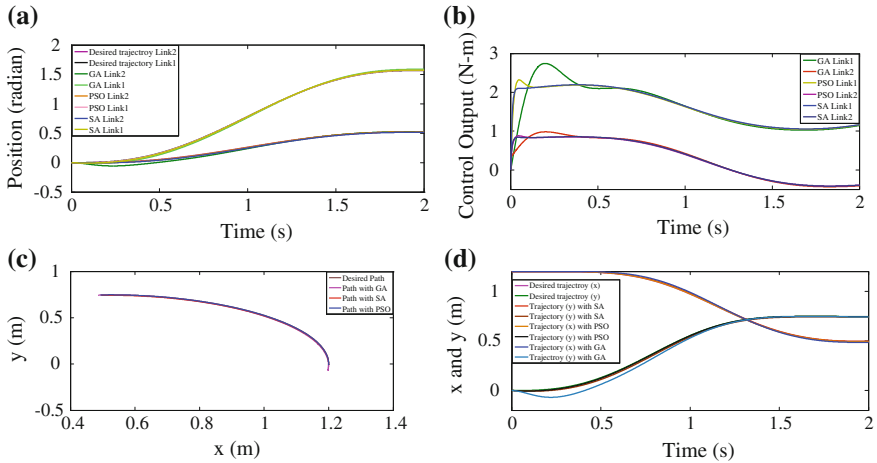 (a)
Position (radian)
2
1.5
1
0.5
0
-0.5
Desired trajectroy Link2
Desired trajectory Link1
GA Link2
GA Link1
PSO Link2
PSO Link1
SA Link2
SA Link1
0
0.5
1
1.5
2
Time (s)
(b)
Control Output (N-m)
3
2
1
0
GA Link1
GA Link2
PSO Link1
PSO Link2
SA Link1
SA Link2
0
0.5
1
1.5
2
Time (s)
(c)
y (m)
1
0.5
0
-0.5
Desired Path
Path with GA
Path with SA
Path with PSO
0.4
0.6
0.8
1
1.2
1.4
x (m)
(d)
x and y (m)
1
0.5
0
Desired trajectroy (x)
Desired trajectroy (y)
Trajectory (y) with SA
Trajectory (y) with SA
Trajectory (x) with PSO
Trajectory (y) with PSO
Trajectory (x) with GA
Trajectroy (y) with GA
0
0.5
1
1.5
2
Time (s)